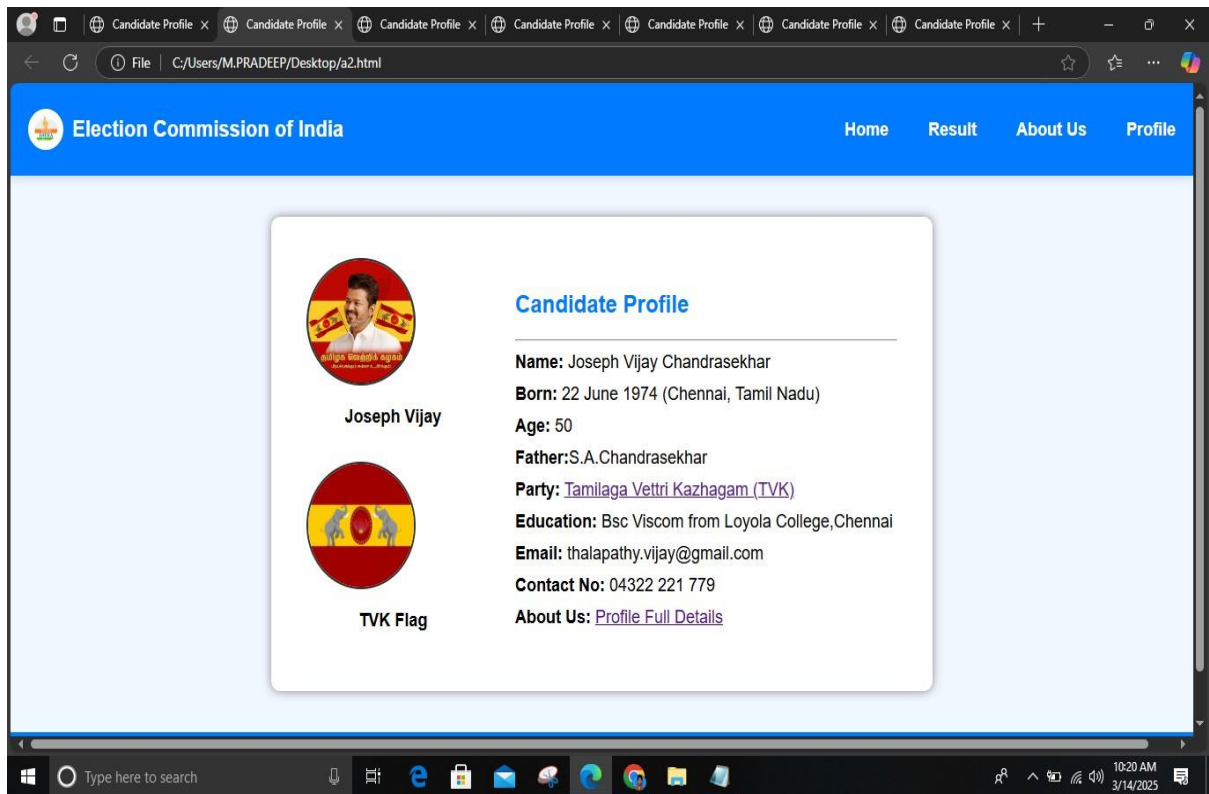 Candidate Profile Candidate Profile Candidate Profile Candidate Profile Candidate Profile Candidate Profile Candidate Profile
File C:/Users/M.PRADEEP/Desktop/a2.html
Election Commission of India Home Result About Us Profile
தமிழக வெற்றிக் கழகம்
Joseph Vijay
TVK Flag
Candidate Profile
Name: Joseph Vijay Chandrasekhar
Born: 22 June 1974 (Chennai, Tamil Nadu)
Age: 50
Father:S.A.Chandrasekhar
Party: Tamilaga Vettri Kazhagam (TVK)
Education: Bsc Viscom from Loyola College,Chennai
Email: thalapathy.vijay@gmail.com
Contact No: 04322 221 779
About Us: Profile Full Details
Type here to search
10:20 AM
3/14/2025